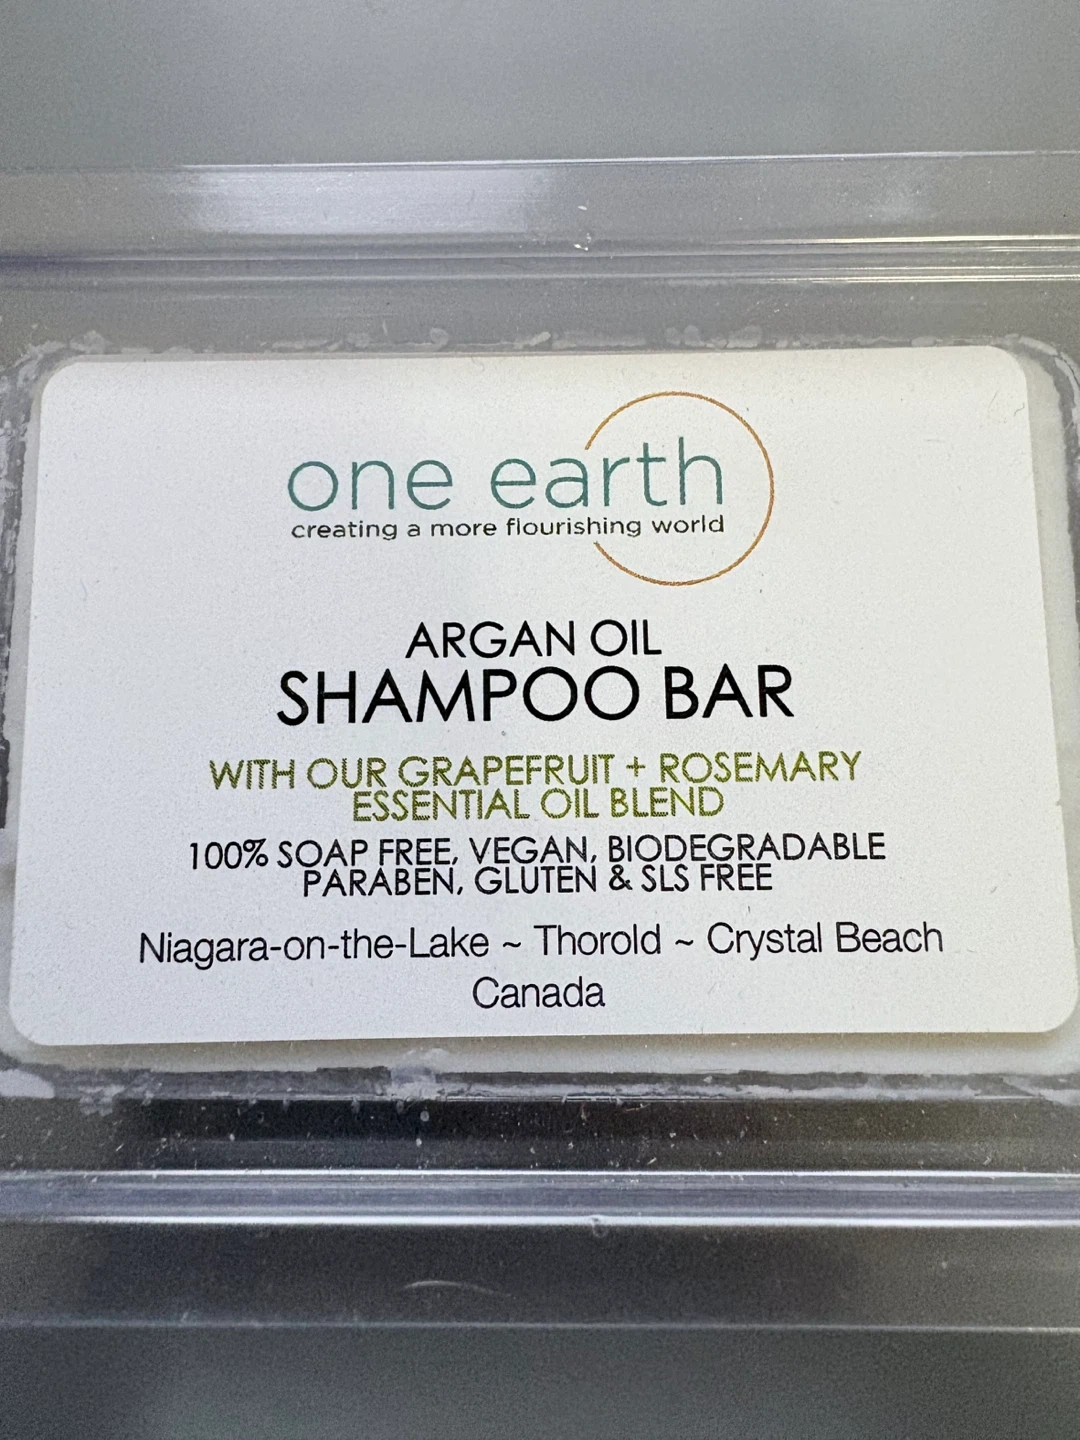 one earth
creating a more flourishing world
ARGAN OIL
SHAMPOO BAR
WITH OUR GRAPEFRUIT + ROSEMARY
ESSENTIAL OIL BLEND
100% SOAP FREE, VEGAN, BIODEGRADABLE
PARABEN, GLUTEN & SLS FREE
Niagara-on-the-Lake ~ Thorold ~ Crystal Beach
Canada